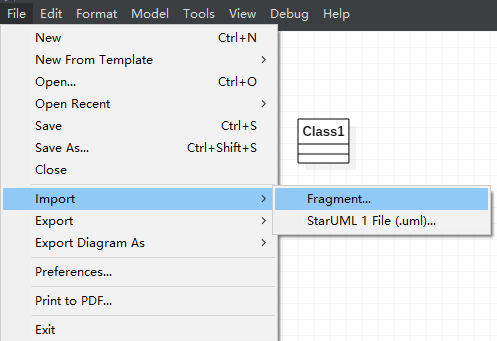 File Edit Format Model Tools View Debug Help
New Ctrl+N
New From Template
Open... Ctrl+O
Open Recent
Save Ctrl+S
Save As... Ctrl+Shift+S
Close
Import
Export
Export Diagram As
Preferences...
Print to PDF...
Exit
Fragment...
StarUML 1 File (.uml)...
Class1